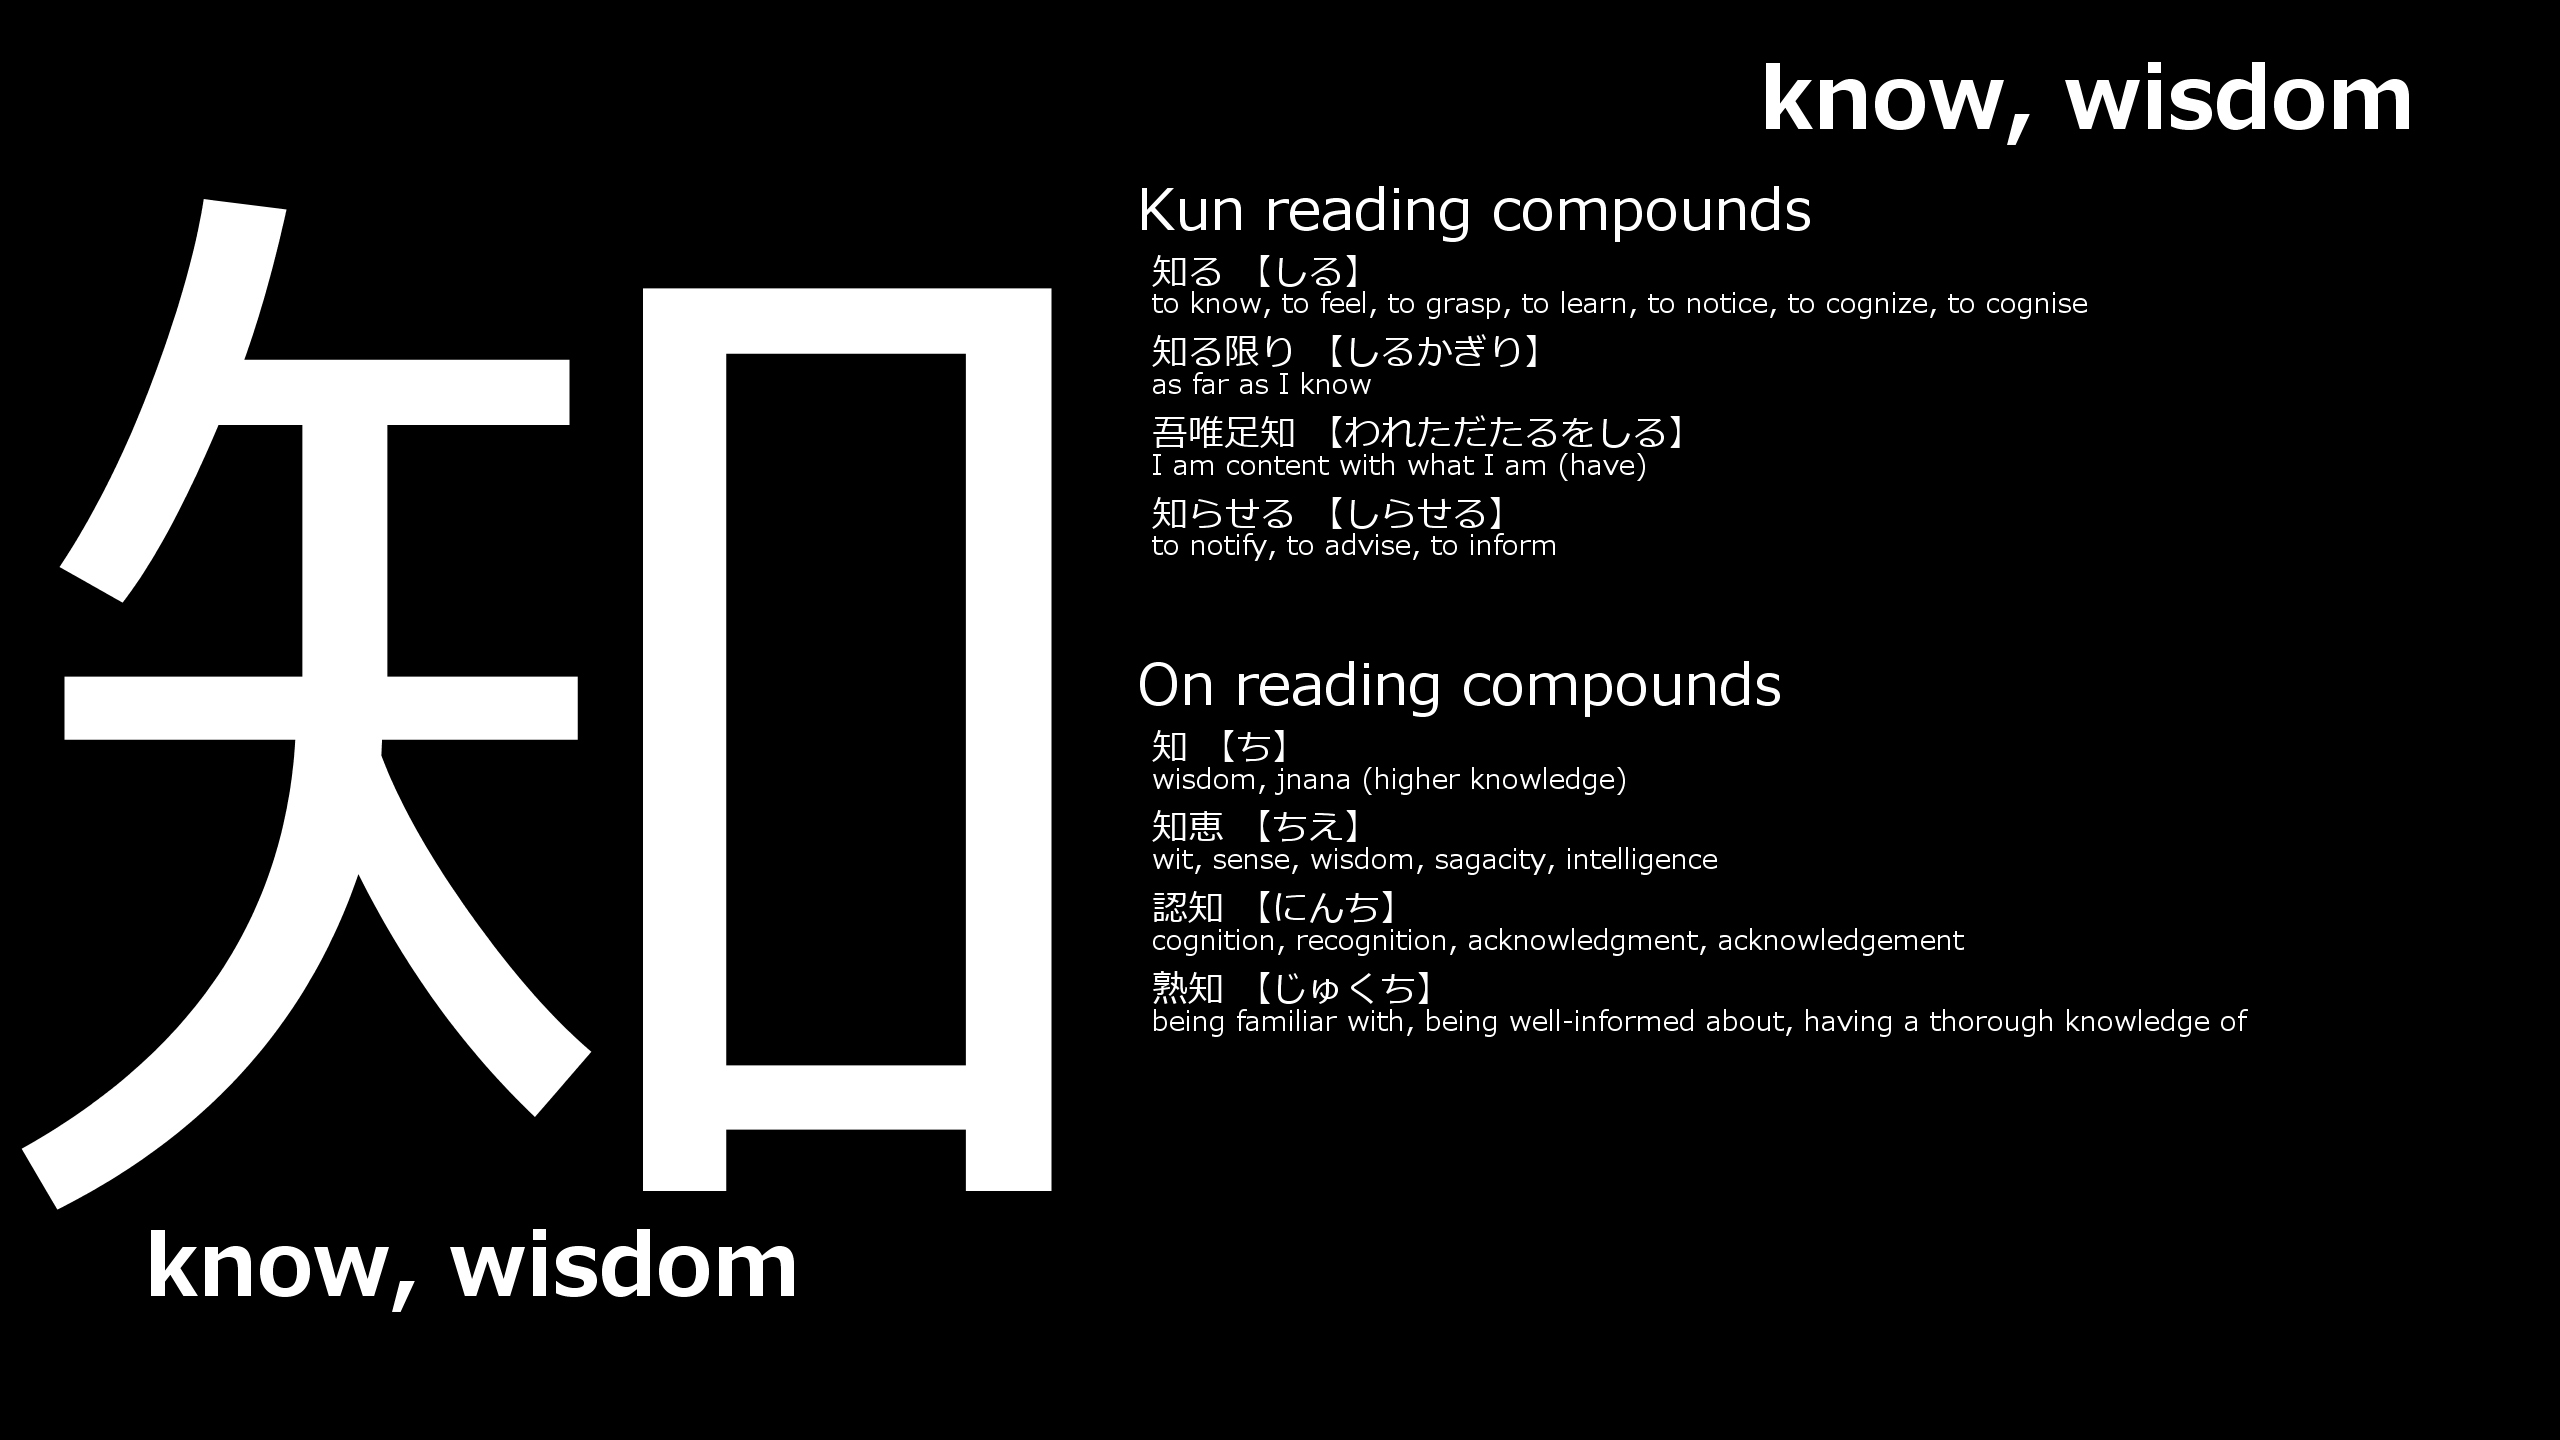 know, wisdom
知
know, wisdom
Kun reading compounds
知る 【しる】
to know, to feel, to grasp, to learn, to notice, to cognize, to cognise
知る限り 【しるかぎり】
as far as I know
吾唯足知 【われただたるをしる】
I am content with what I am (have)
知らせる 【しらせる】
to notify, to advise, to inform
On reading compounds
知 【ち】
wisdom, jnana (higher knowledge)
知恵 【ちえ】
wit, sense, wisdom, sagacity, intelligence
認知 【にんち】
cognition, recognition, acknowledgment, acknowledgement
熟知 【じゅくち】
being familiar with, being well-informed about, having a thorough knowledge of